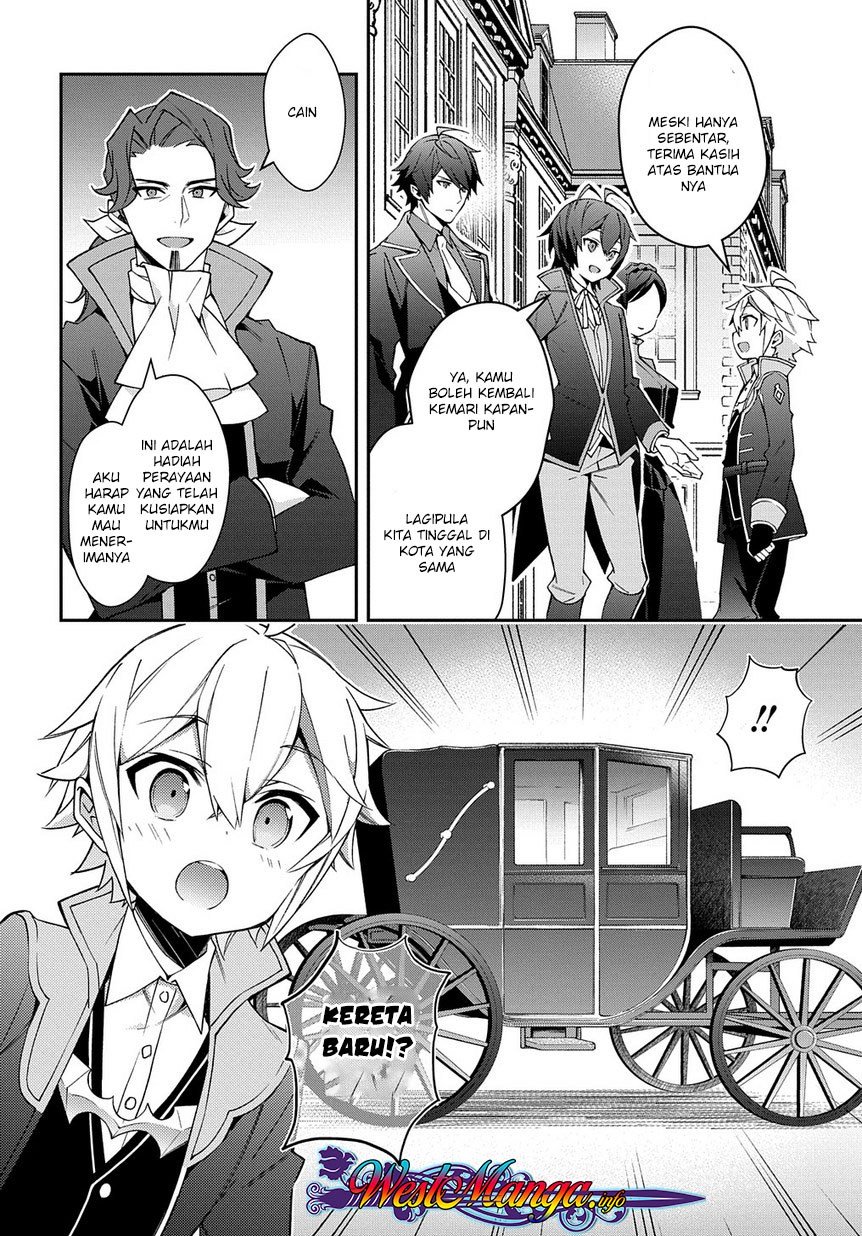 MESKI HANYA
SEBENTAR,
TERIMA KASIH
ATAS BANTUA
NYA
YA, KAMU
BOLEH KEMBALI
KEMARI KAPAN-
PUN
LAGIPULA
KITA TINGGAL DI
KOTA YANG
SAMA
CAIN
INI ADALAH
HADIAH
PERAYAAN
YANG TELAH
KUSIAPKAN
UNTUKMU
AKU
HARAP
KAMU
MAU
MENER-
IMANYA
!!
KERETA
BARU!?
WestManga.info